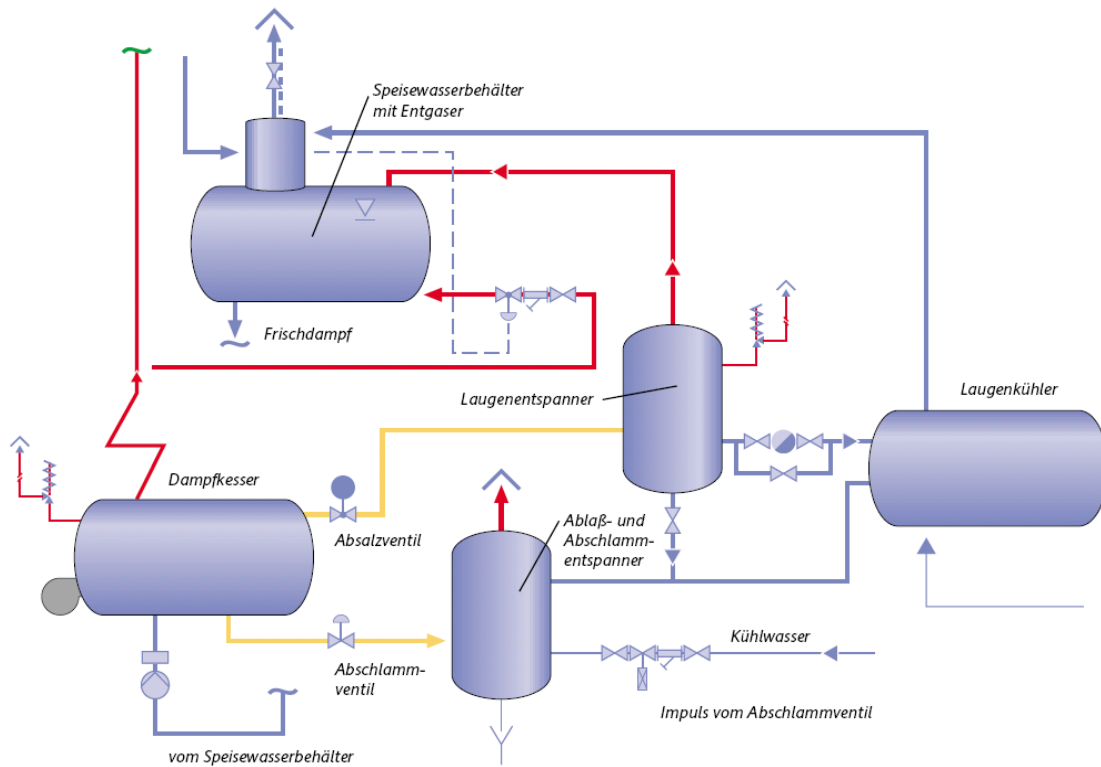 Speisewasserbehälter
mit Entgaser
Frischdampf
Laugenentspanner
Laugenkühler
Dampfkesser
Absalzventil
Ablaß- und
Abschlamm-
entspanner
Kühlwasser
Abschlamm-
ventil
Impuls vom Abschlammventil
vom Speisewasserbehälter